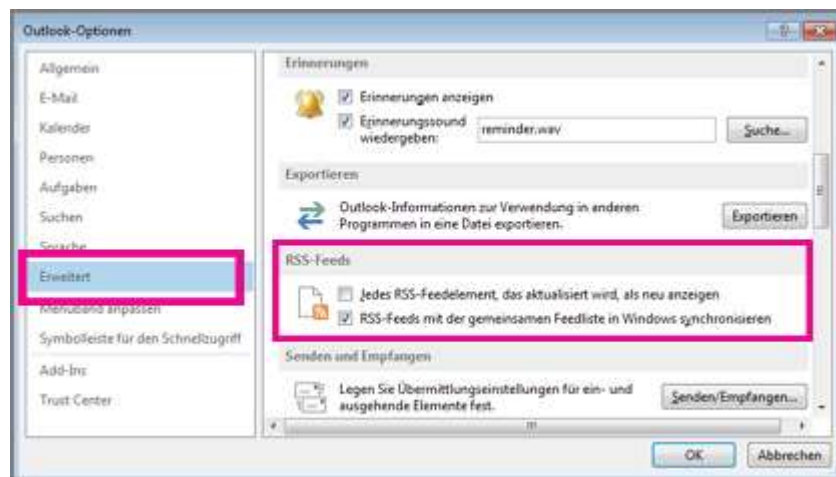 Outlook-Optionen
Allgemein
E-Mail
Kalender
Personen
Aufgaben
Suchen
Sprache
Erweitert
Menüband anpassen
Symbolleiste für den Schnellzugriff
Add-Ins
Trust Center
Erinnerungen
Erinnerungen anzeigen
Erinnerungssound
wiedergeben:
reminder.wav
Suche...
Exportieren
Outlook-Informationen zur Verwendung in anderen
Programmen in eine Datei exportieren.
Exportieren
RSS-Feeds
Jedes RSS-Feedelement, das aktualisiert wird, als neu anzeigen
RSS-Feeds mit der gemeinsamen Feedliste in Windows synchronisieren
Senden und Empfangen
Legen Sie Übermittlungseinstellungen für ein- und
ausgehende Elemente fest.
Senden/Empfangen...
OK
Abbrechen